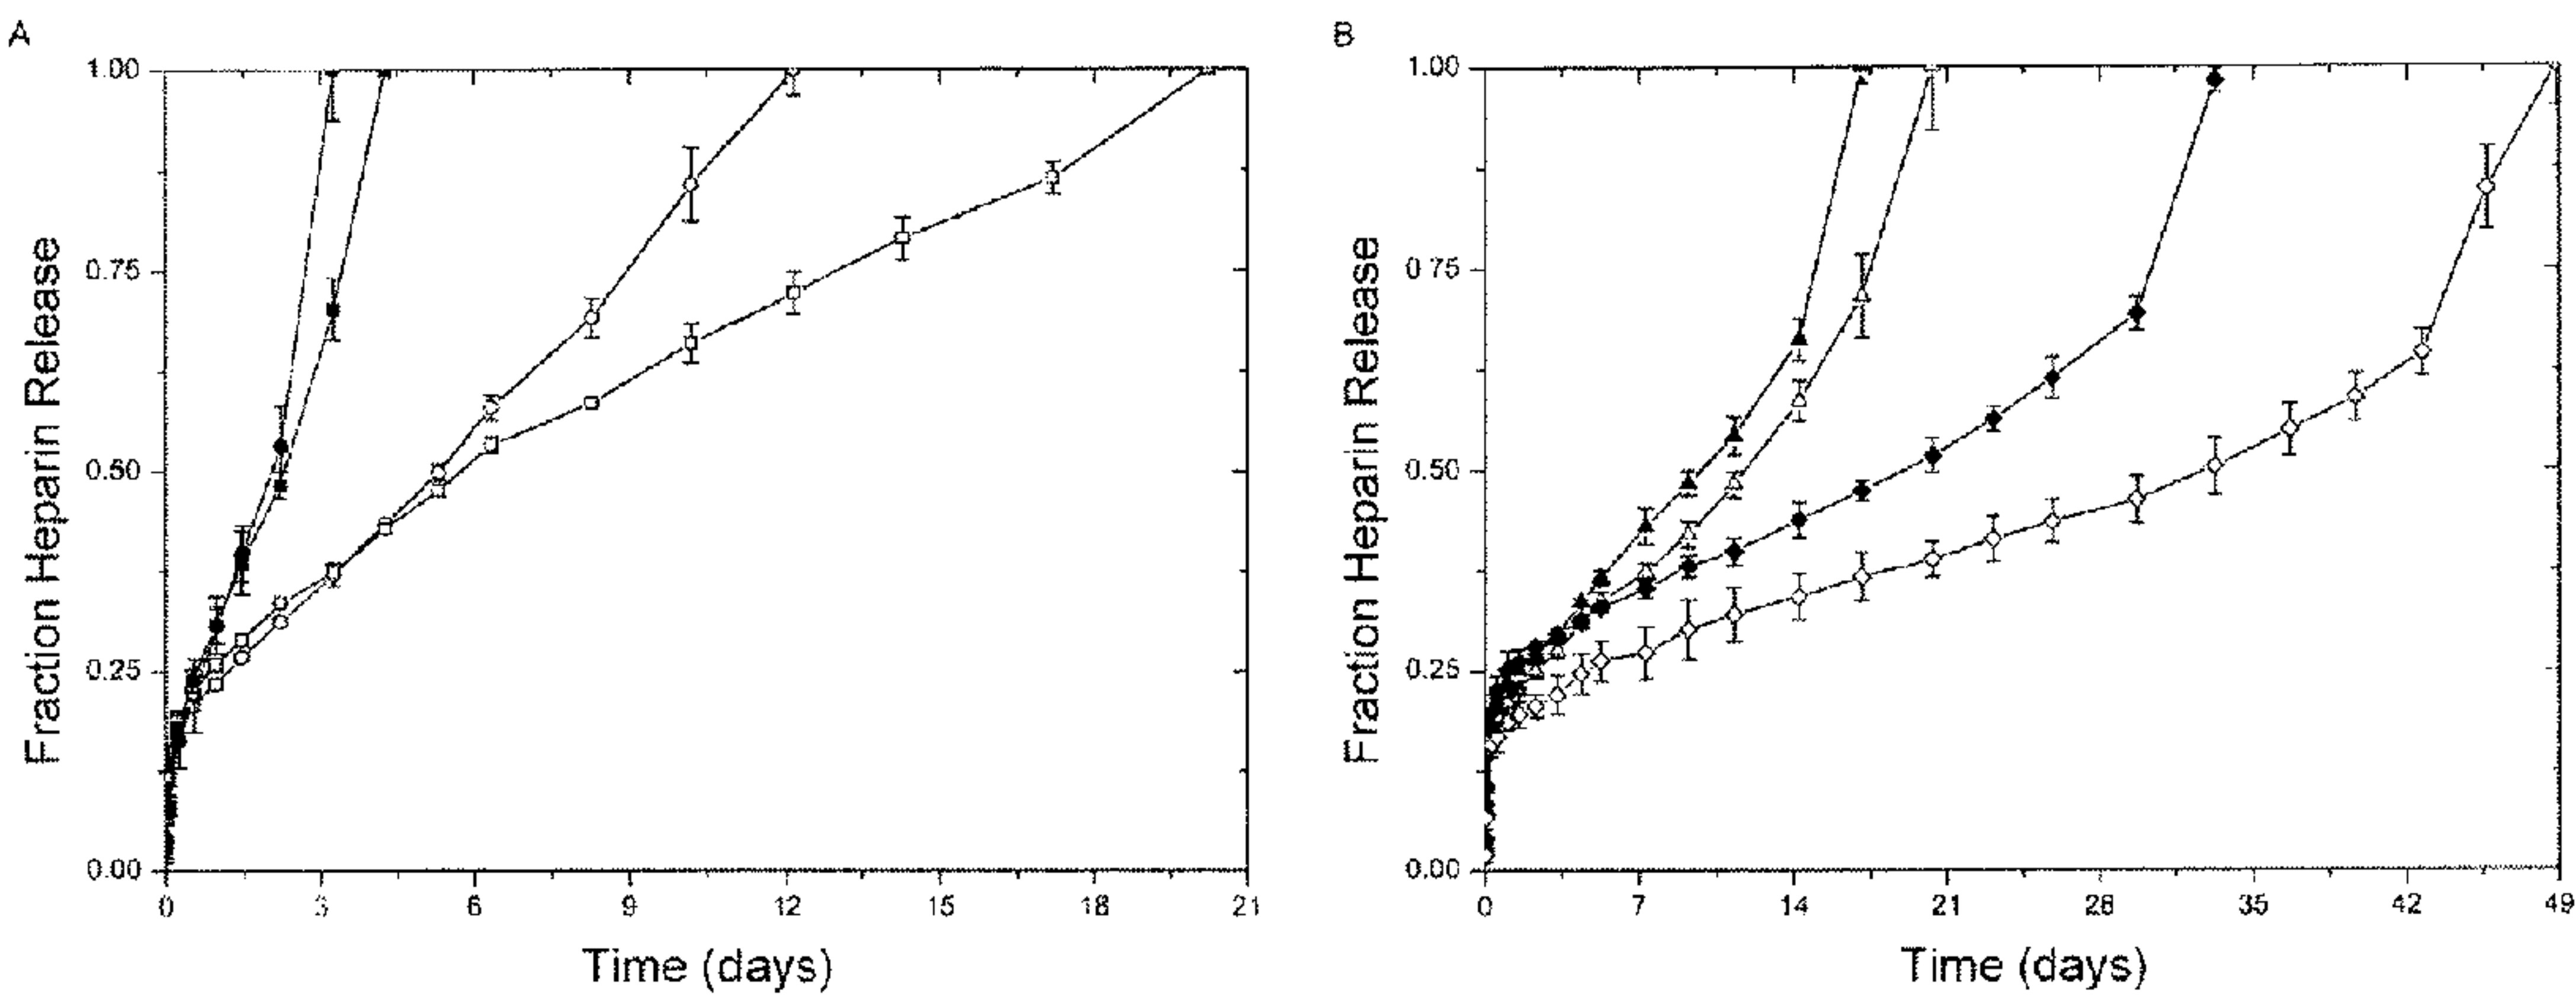 A
Fraction Heparin Release
1.00
0.75
0.50
0.25
0.00
0 3 6 9 12 15 18 21
Time (days)
B
Fraction Heparin Release
1.00
0 75
0.50
0.25
0.00
0 7 14 21 28 35 42 49
Time (days)